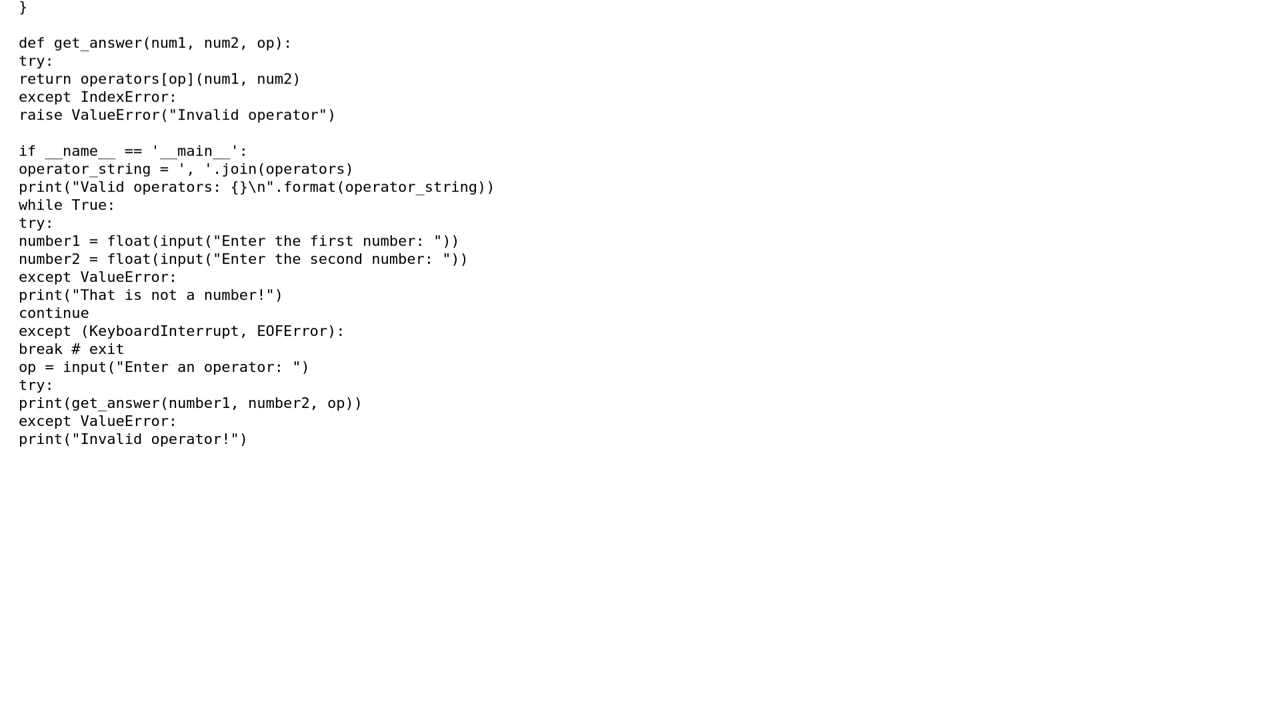 }
def get_answer(num1, num2, op):
try:
return operators[op](num1, num2)
except IndexError:
raise ValueError("Invalid operator")
if __name__ == '__main__':
operator_string = ', '.join(operators)
print("Valid operators: {}\n".format(operator_string))
while True:
try:
number1 = float(input("Enter the first number: "))
number2 = float(input("Enter the second number: "))
except ValueError:
print("That is not a number!")
continue
except (KeyboardInterrupt, EOFError):
break # exit
op = input("Enter an operator: ")
try:
print(get_answer(number1, number2, op))
except ValueError:
print("Invalid operator!")